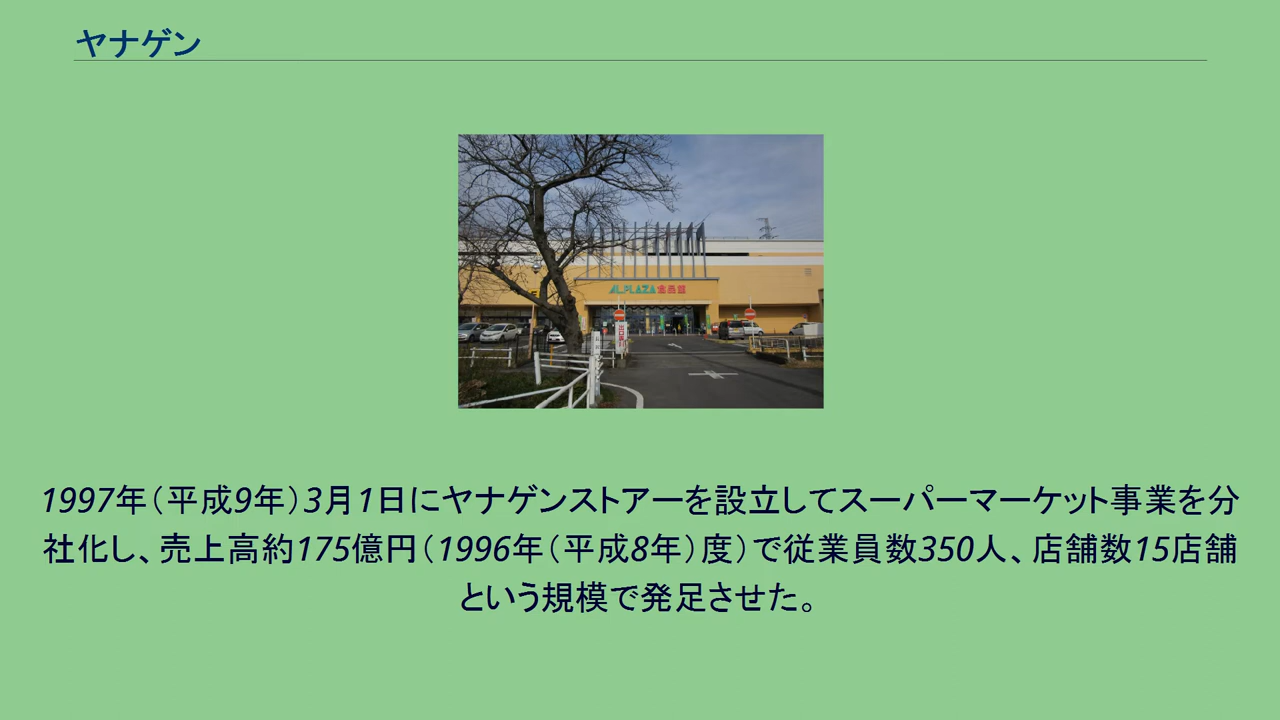 ヤナゲン
ALPLAZA
1997年（平成9年）3月1日にヤナゲンストアーを設立してスーパーマーケット事業を分
社化し、売上高約175億円（1996年（平成8年）度）で従業員数350人、店舗数15店舗
という規模で発足させた。